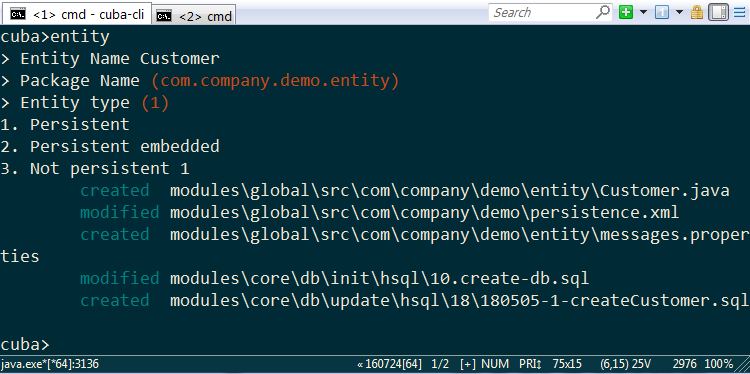 <1> cmd - cuba-cli <2> cmd Search 1
cuba>entity
> Entity Name Customer
> Package Name (com.company.demo.entity)
> Entity type (1)
1. Persistent
2. Persistent embedded
3. Not persistent 1
created modules\global\src\com\company\demo\entity\Customer.java
modified modules\global\src\com\company\demo\persistence.xml
created modules\global\src\com\company\demo\entity\messages.proper
ties
modified modules\core\db\init\hsql\10.create-db.sql
created modules\core\db\update\hsql\18\180505-1-createCustomer.sql
cuba>
java.exe*[*64]:3136 « 160724[64] 1/2 [+] NUM PRI↕ 75x15 (6,15) 25V 2976 100%